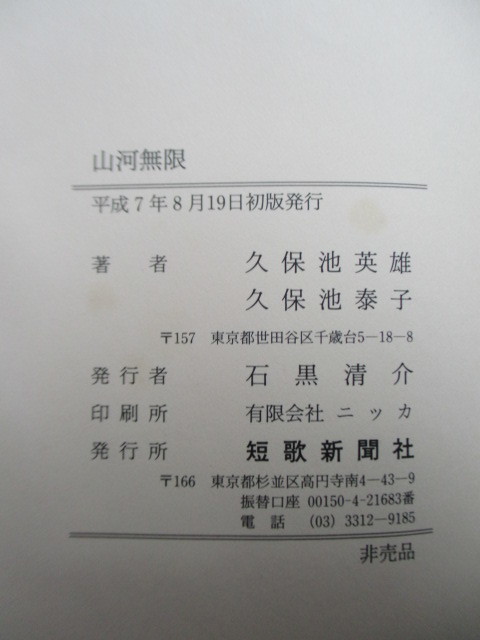 山河無限
平成7年8月19日初版発行
著者 久保池英雄
久保池泰子
〒157 東京都世田谷区千歳台5—18—8
発行者 石黒清介
印刷所 有限会社ニッカ
発行所 短歌新聞社
〒166 東京都杉並区高円寺南4—43—9
振替口座 00150-4-21683番
電話 (03) 3312—9185
非売品